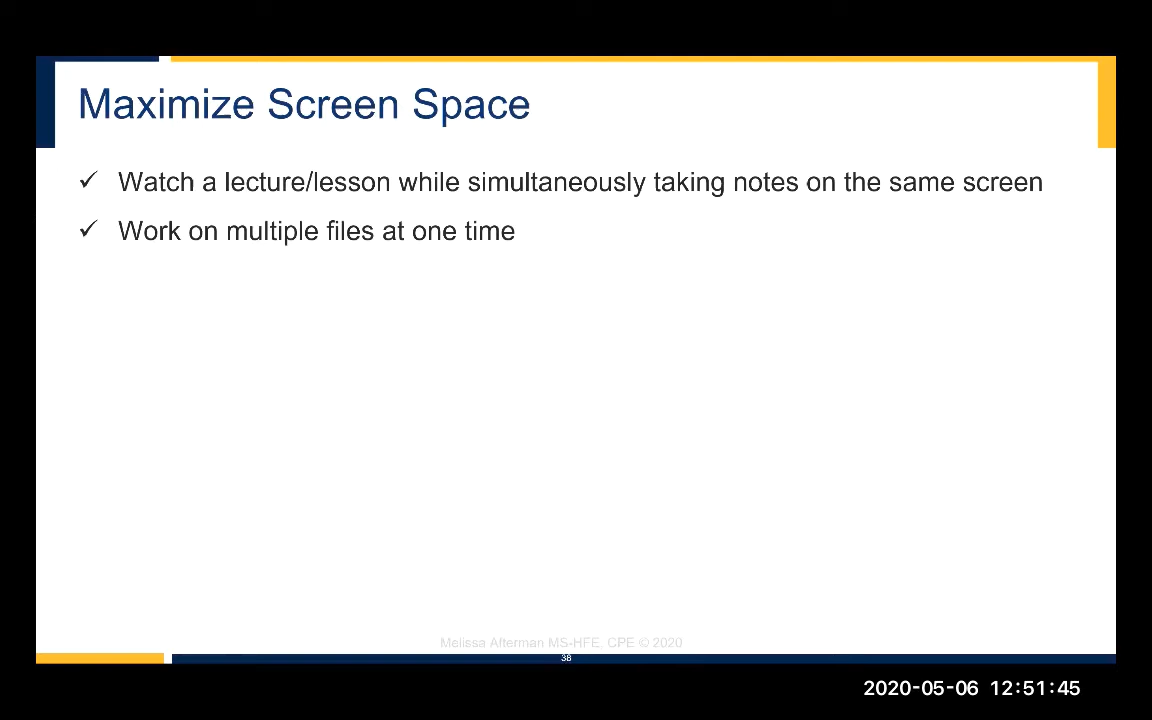 Maximize Screen Space
✓ Watch a lecture/lesson while simultaneously taking notes on the same screen
✓ Work on multiple files at one time
Melissa Afterman MS-HFE, CPE © 2020
38
2020-05-06 12:51:45